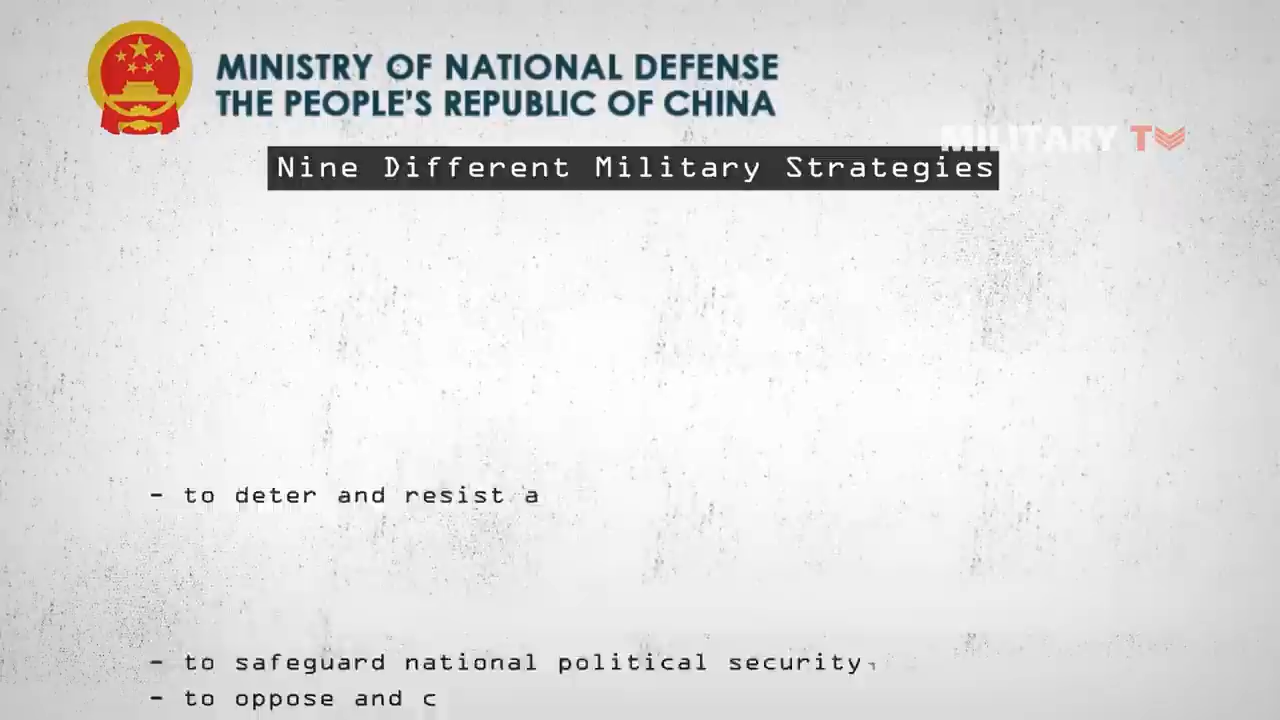 MINISTRY OF NATIONAL DEFENSE
THE PEOPLE'S REPUBLIC OF CHINA
MILITARY TV
Nine Different Military Strategies
- to deter and resist a
- to safeguard national political security,
- to oppose and c